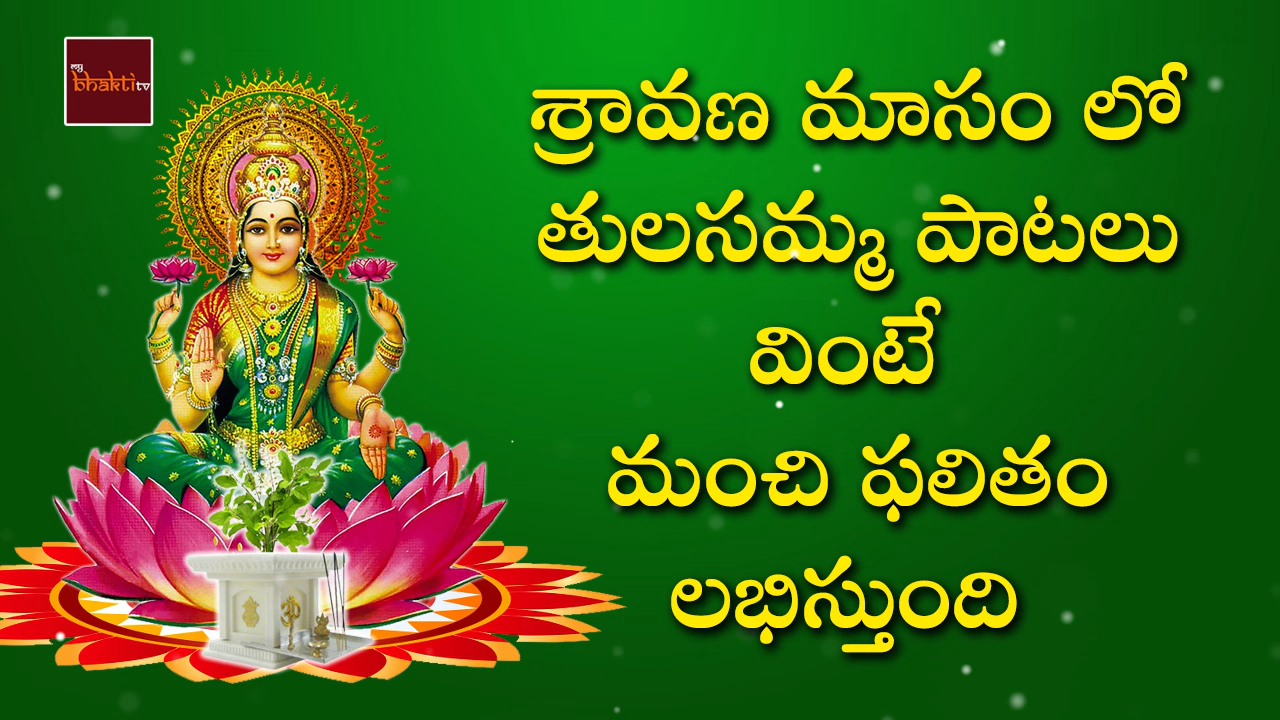 my
bhakti tv
శ్రావణ మాసం లో
తులసమ్మ పాటలు
వింటే
మంచి ఫలితం
లభిస్తుంది